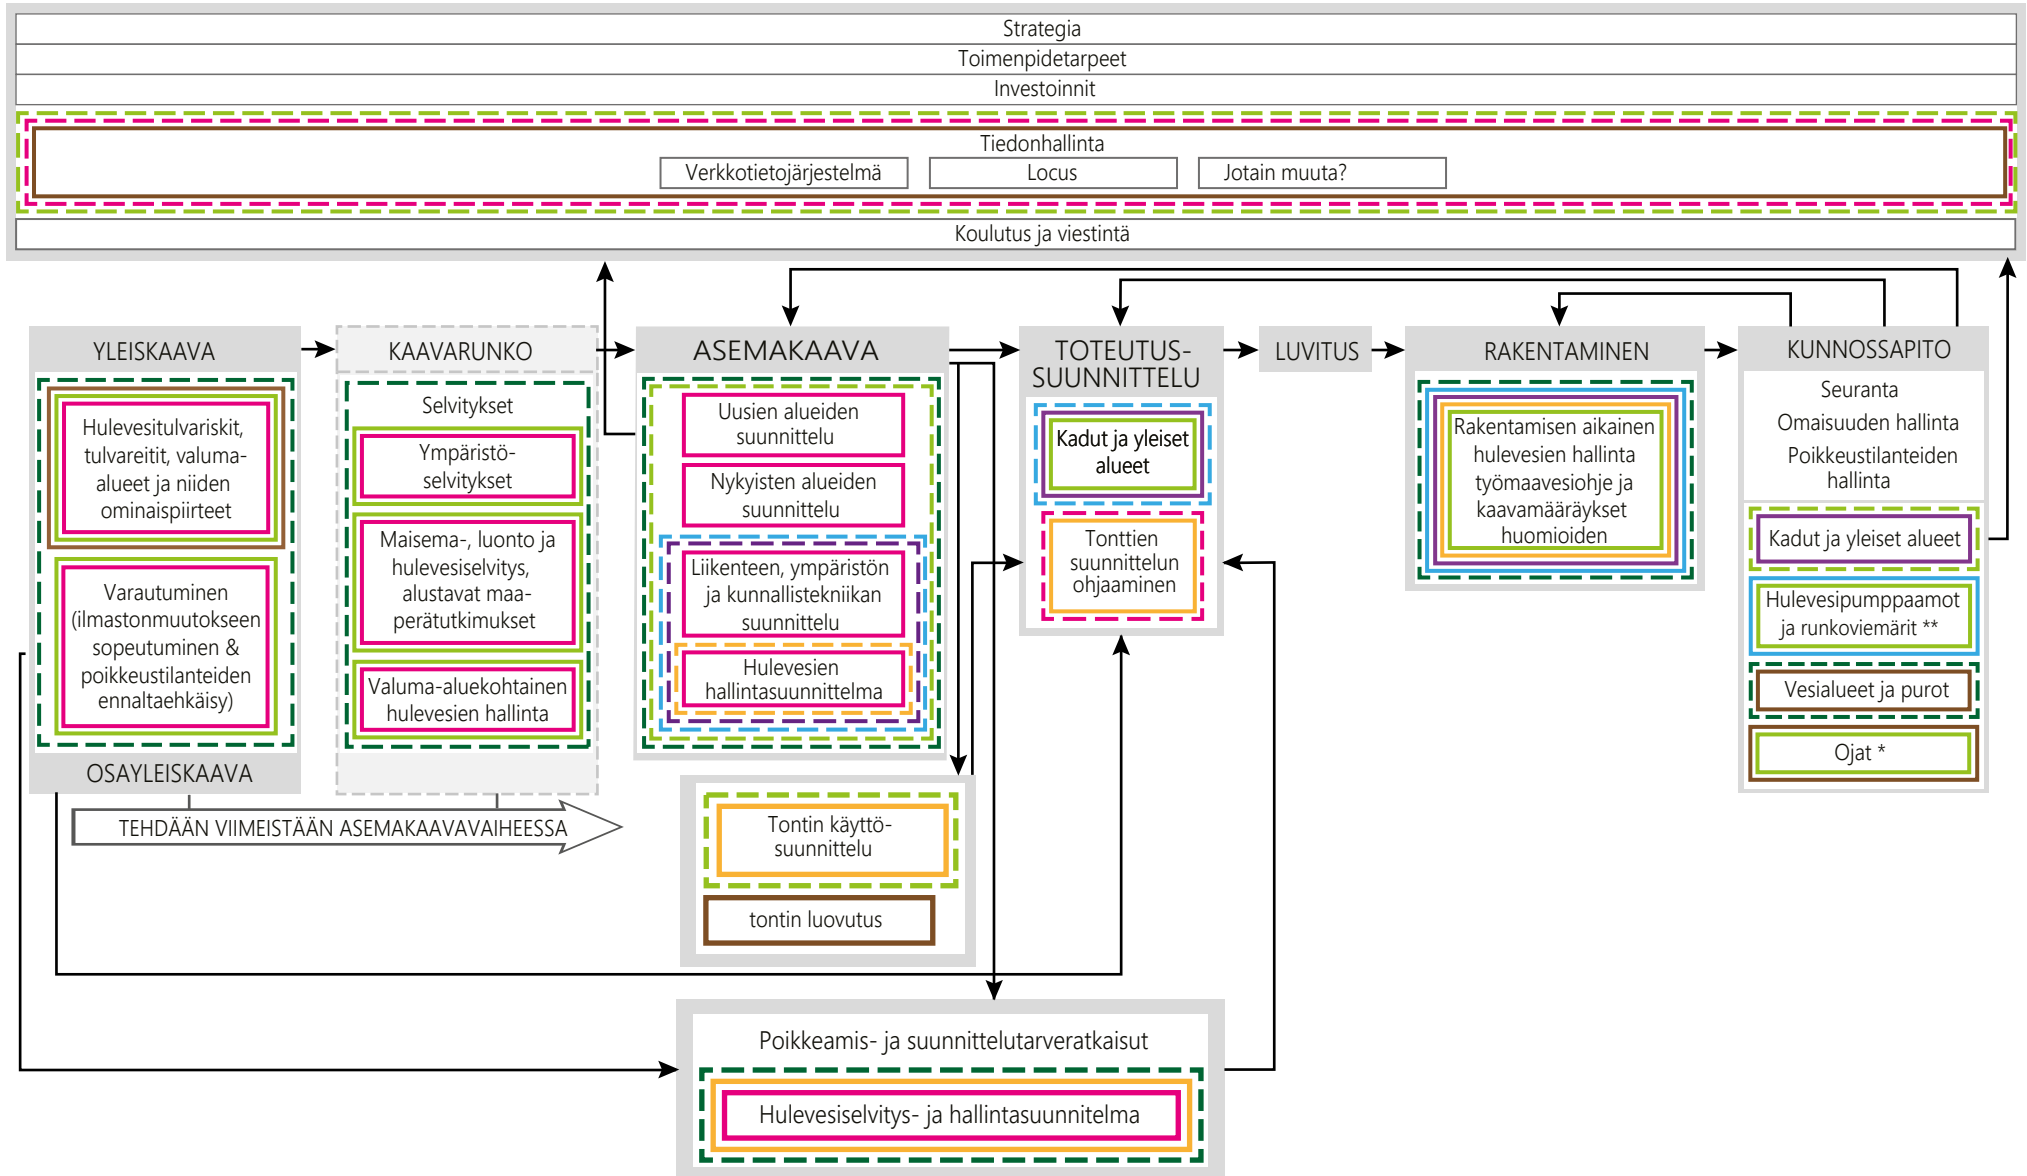 Strategia
Toimenpidetarpeet
Investoinnit
Tiedonhallinta
Verkkotietojärjestelmä
Locus
Jotain muuta?
Koulutus ja viestintä
YLEISKAAVA
Hulevesitulvariskit,
tulvareitit, valuma-
alueet ja niiden
ominaispiirteet
Varautuminen
(ilmastonmuutokseen
sopeutuminen &
poikkeustilanteiden
ennaltaehkäisy)
OSAYLEISKAAVA
KAAVARUNKO
Selvitykset
Ympäristö-
selvitykset
Maisema-, luonto ja
hulevesiselvitys,
alustavat maa-
perätutkimukset
Valuma-aluekohtainen
hulevesien hallinta
TEHDÄÄN VIIMEISTÄÄN ASEMAKAAVAVAIHEESSA
ASEMAKAAVA
Uusien alueiden
suunnittelu
Nykyisten alueiden
suunnittelu
Liikenteen, ympäristön
ja kunnallistekniikan
suunnittelu
Hulevesien
hallintasuunnittelma
Tontin käyttö-
suunnittelu
tontin luovutus
TOTEUTUS-
SUUNNITTELU
Kadut ja yleiset
alueet
Tonttien
suunnittelun
ohjaaminen
LUVITUS
RAKENTAMINEN
Rakentamisen aikainen
hulevesien hallinta
työmaavesiohje ja
kaavamääräykset
huomioiden
KUNNOSSAPITO
Seuranta
Omaisuuden hallinta
Poikkeustilanteiden
hallinta
Kadut ja yleiset alueet
Hulevesipumppaamot
ja runkoviemärit **
Vesialueet ja purot
Ojat *
Poikkeamis- ja suunnittelutarveratkaisut
Hulevesiselvitys- ja hallintasuunnitelma